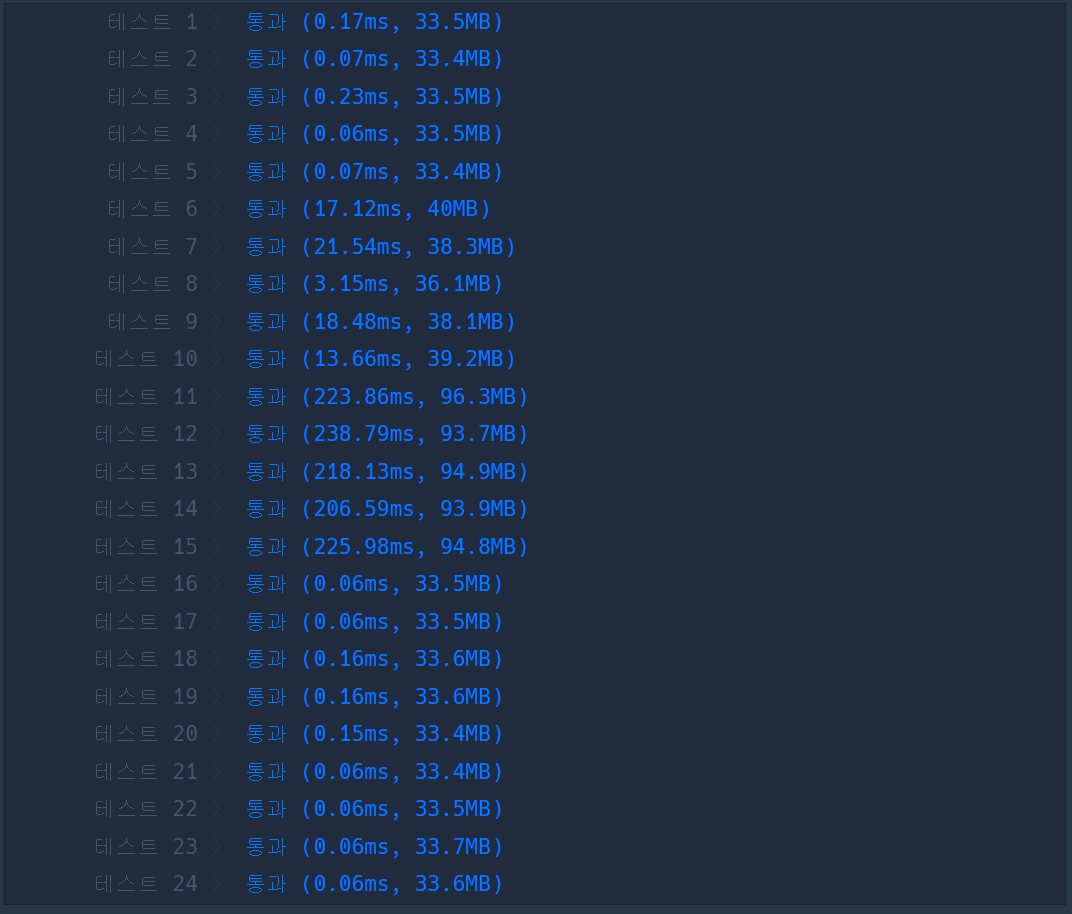 테스트 1 〉 통과 (0.17ms, 33.5MB)
테스트 2 〉 통과 (0.07ms, 33.4MB)
테스트 3 〉 통과 (0.23ms, 33.5MB)
테스트 4 〉 통과 (0.06ms, 33.5MB)
테스트 5 〉 통과 (0.07ms, 33.4MB)
테스트 6 〉 통과 (17.12ms, 40MB)
테스트 7 〉 통과 (21.54ms, 38.3MB)
테스트 8 〉 통과 (3.15ms, 36.1MB)
테스트 9 〉 통과 (18.48ms, 38.1MB)
테스트 10 〉 통과 (13.66ms, 39.2MB)
테스트 11 〉 통과 (223.86ms, 96.3MB)
테스트 12 〉 통과 (238.79ms, 93.7MB)
테스트 13 〉 통과 (218.13ms, 94.9MB)
테스트 14 〉 통과 (206.59ms, 93.9MB)
테스트 15 〉 통과 (225.98ms, 94.8MB)
테스트 16 〉 통과 (0.06ms, 33.5MB)
테스트 17 〉 통과 (0.06ms, 33.5MB)
테스트 18 〉 통과 (0.16ms, 33.6MB)
테스트 19 〉 통과 (0.16ms, 33.6MB)
테스트 20 〉 통과 (0.15ms, 33.4MB)
테스트 21 〉 통과 (0.06ms, 33.4MB)
테스트 22 〉 통과 (0.06ms, 33.5MB)
테스트 23 〉 통과 (0.06ms, 33.7MB)
테스트 24 〉 통과 (0.06ms, 33.6MB)